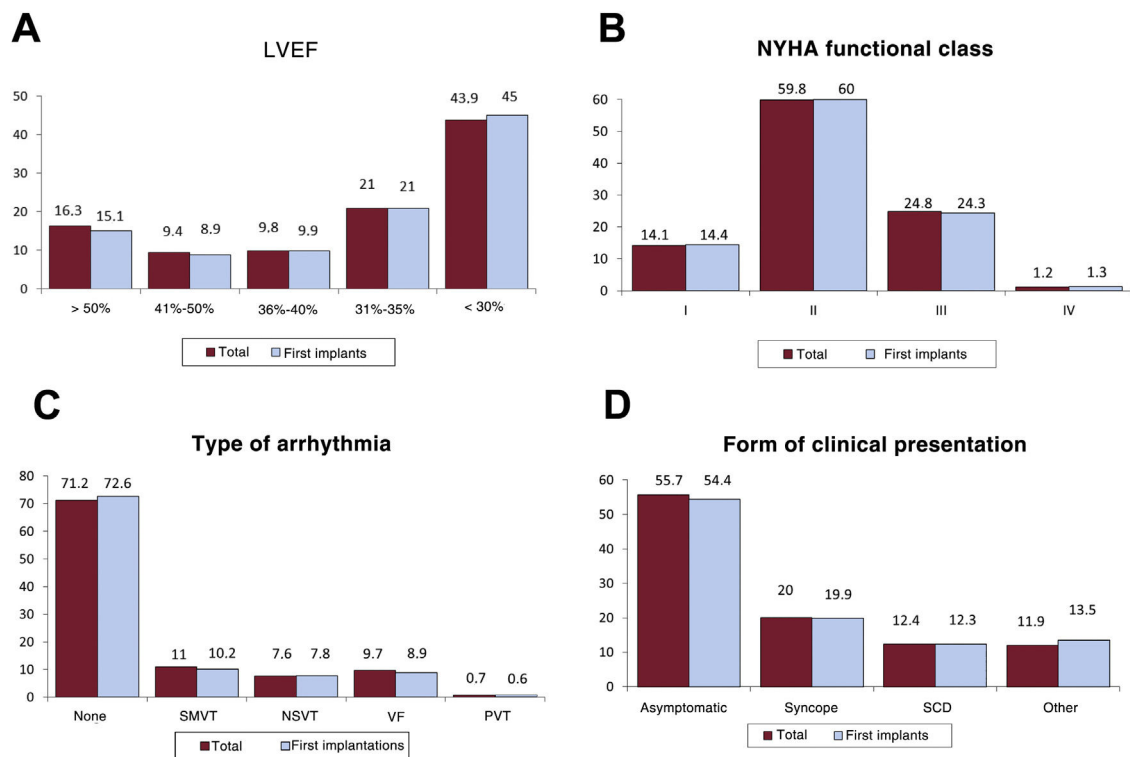 A
LVEF
50
40
30
20
10
0
16.3 15.1 9.4 8.9 9.8 9.9 21 21 43.9 45
> 50% 41%-50% 36%-40% 31%-35% < 30%
Total First implants
B
NYHA functional class
60
50
40
30
20
10
0
14.1 14.4 59.8 60 24.8 24.3 1.2 1.3
I II III IV
Total First implants
C
Type of arrhythmia
80
70
60
50
40
30
20
10
0
71.2 72.6 11 10.2 7.6 7.8 9.7 8.9 0.7 0.6
None SMVT NSVT VF PVT
Total First implantations
D
Form of clinical presentation
60
50
40
30
20
10
0
55.7 54.4 20 19.9 12.4 12.3 11.9 13.5
Asymptomatic Syncope SCD Other
Total First implants